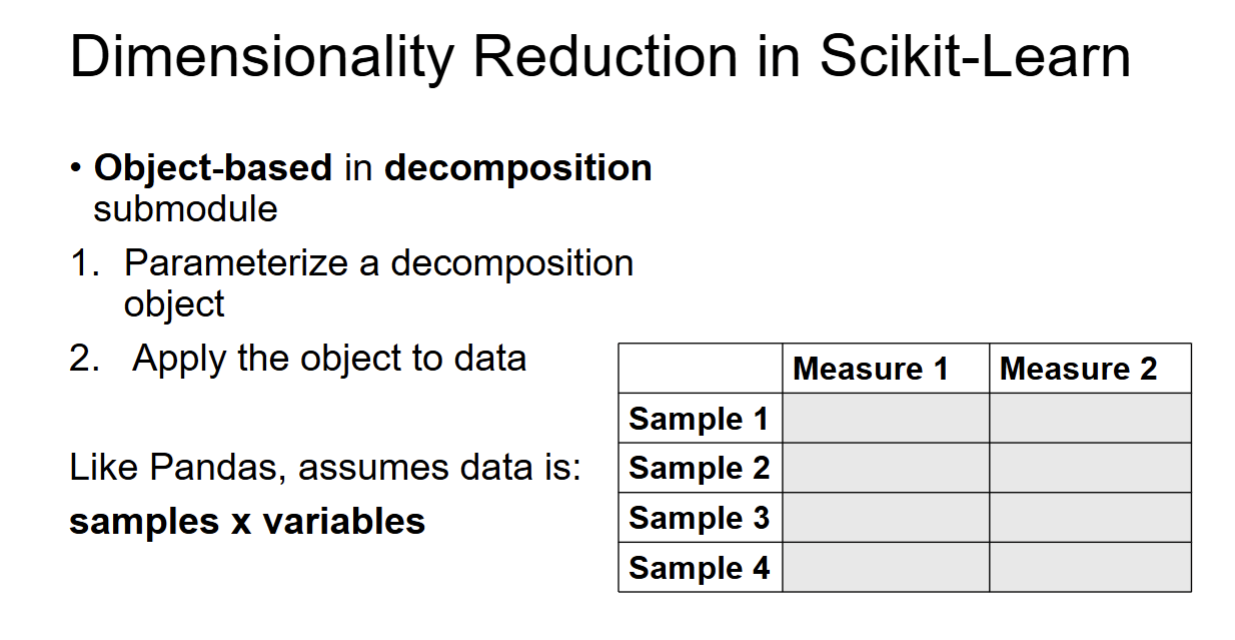 Dimensionality Reduction in Scikit-Learn
• Object-based in decomposition
submodule
1. Parameterize a decomposition
object
2. Apply the object to data
Like Pandas, assumes data is:
samples x variables
Measure 1 Measure 2
Sample 1
Sample 2
Sample 3
Sample 4